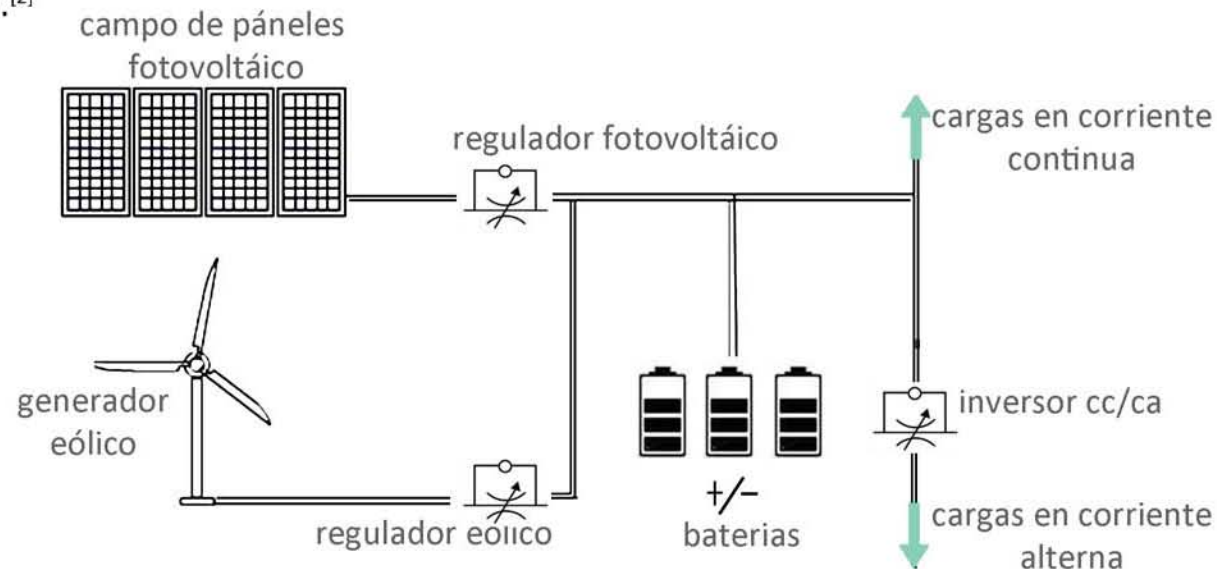 .[2]
campo de páneles
fotovoltáico
regulador fotovoltáico
cargas en corriente
continua
generador
eólico
inversor cc/ca
+/-
baterias
regulador eólico
cargas en corriente
alterna